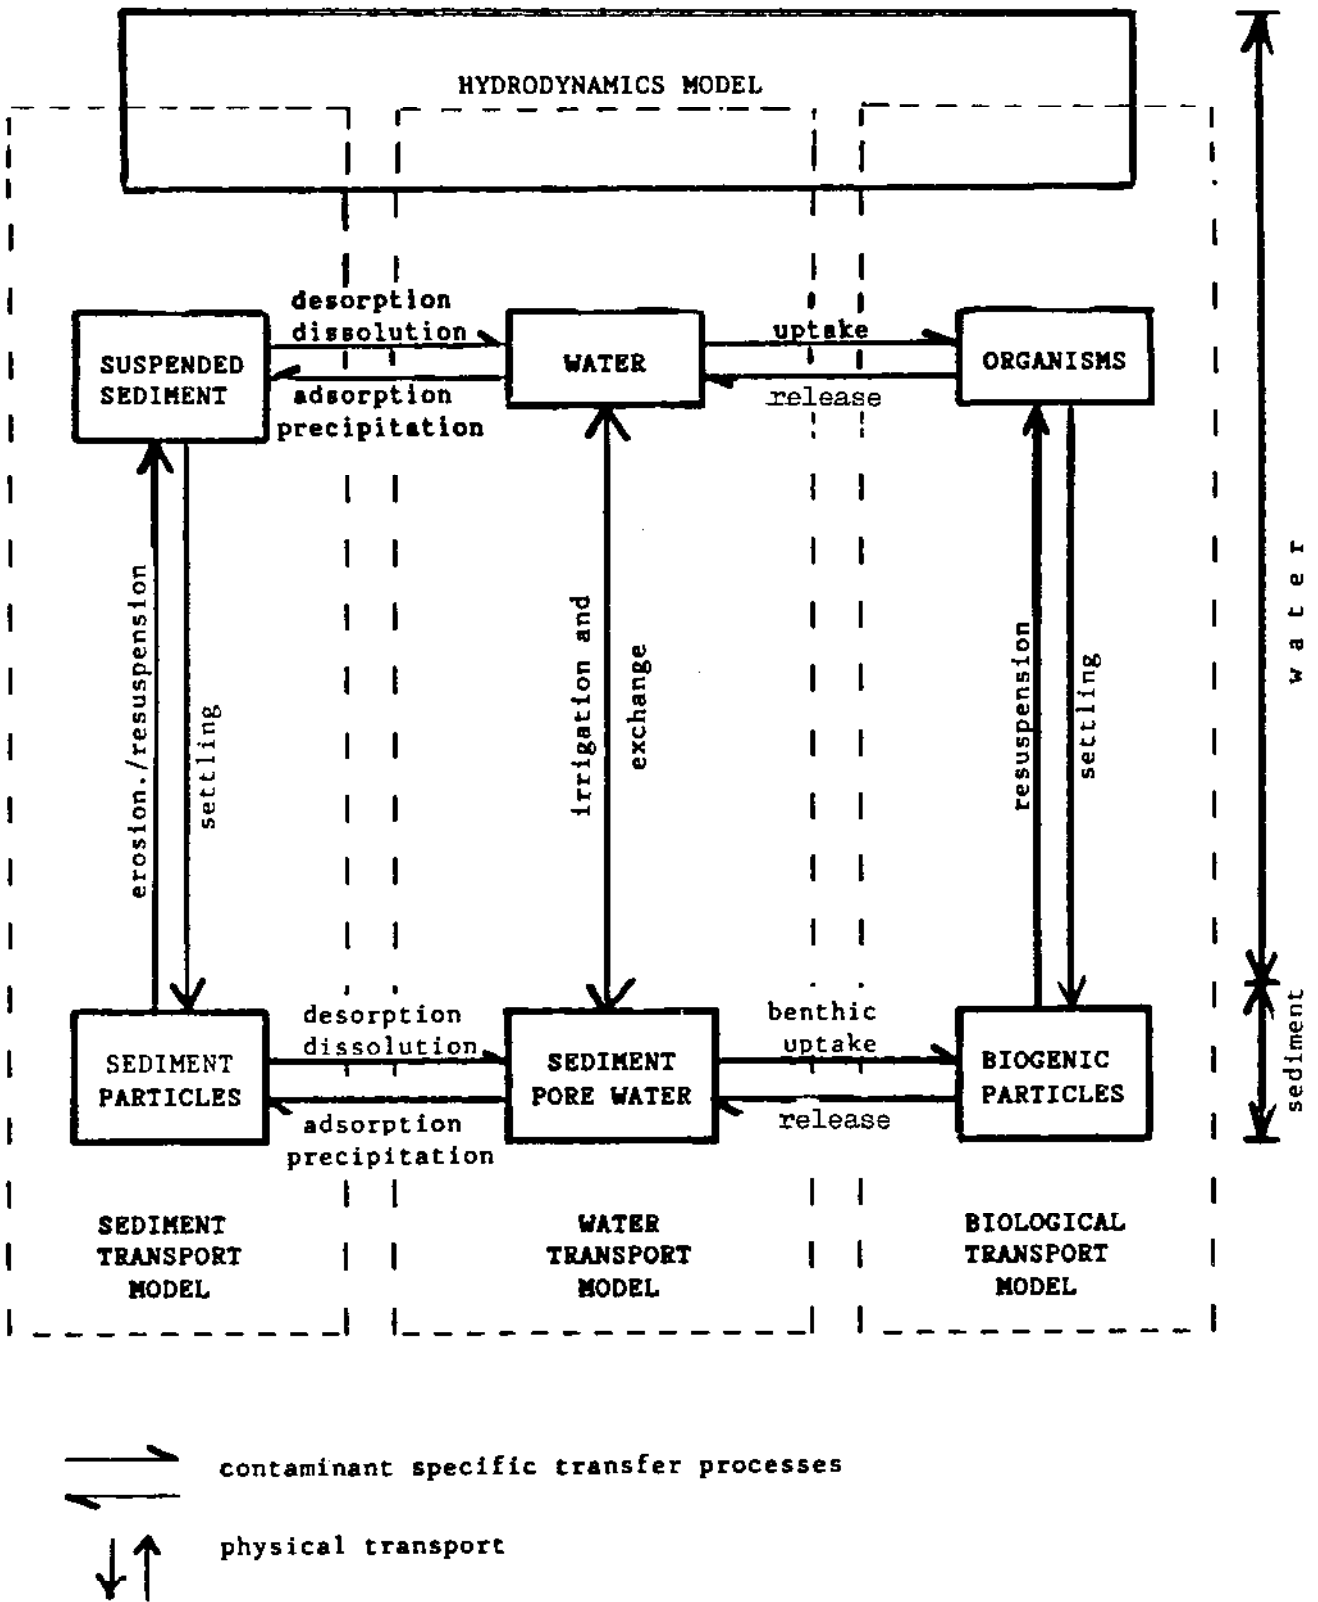 HYDRODYNAMICS MODEL
desorption
dissolution
SUSPENDED
SEDIMENT
adsorption
precipitation
WATER
uptake
release
ORGANISMS
erosion./resuspension
settling
irrigation and
exchange
resuspension
settling
water
sediment
SEDIMENT
PARTICLES
desorption
dissolution
adsorption
precipitation
SEDIMENT
PORE WATER
benthic
uptake
release
BIOGENIC
PARTICLES
SEDIMENT
TRANSPORT
MODEL
WATER
TRANSPORT
MODEL
BIOLOGICAL
TRANSPORT
MODEL
contaminant specific transfer processes
physical transport